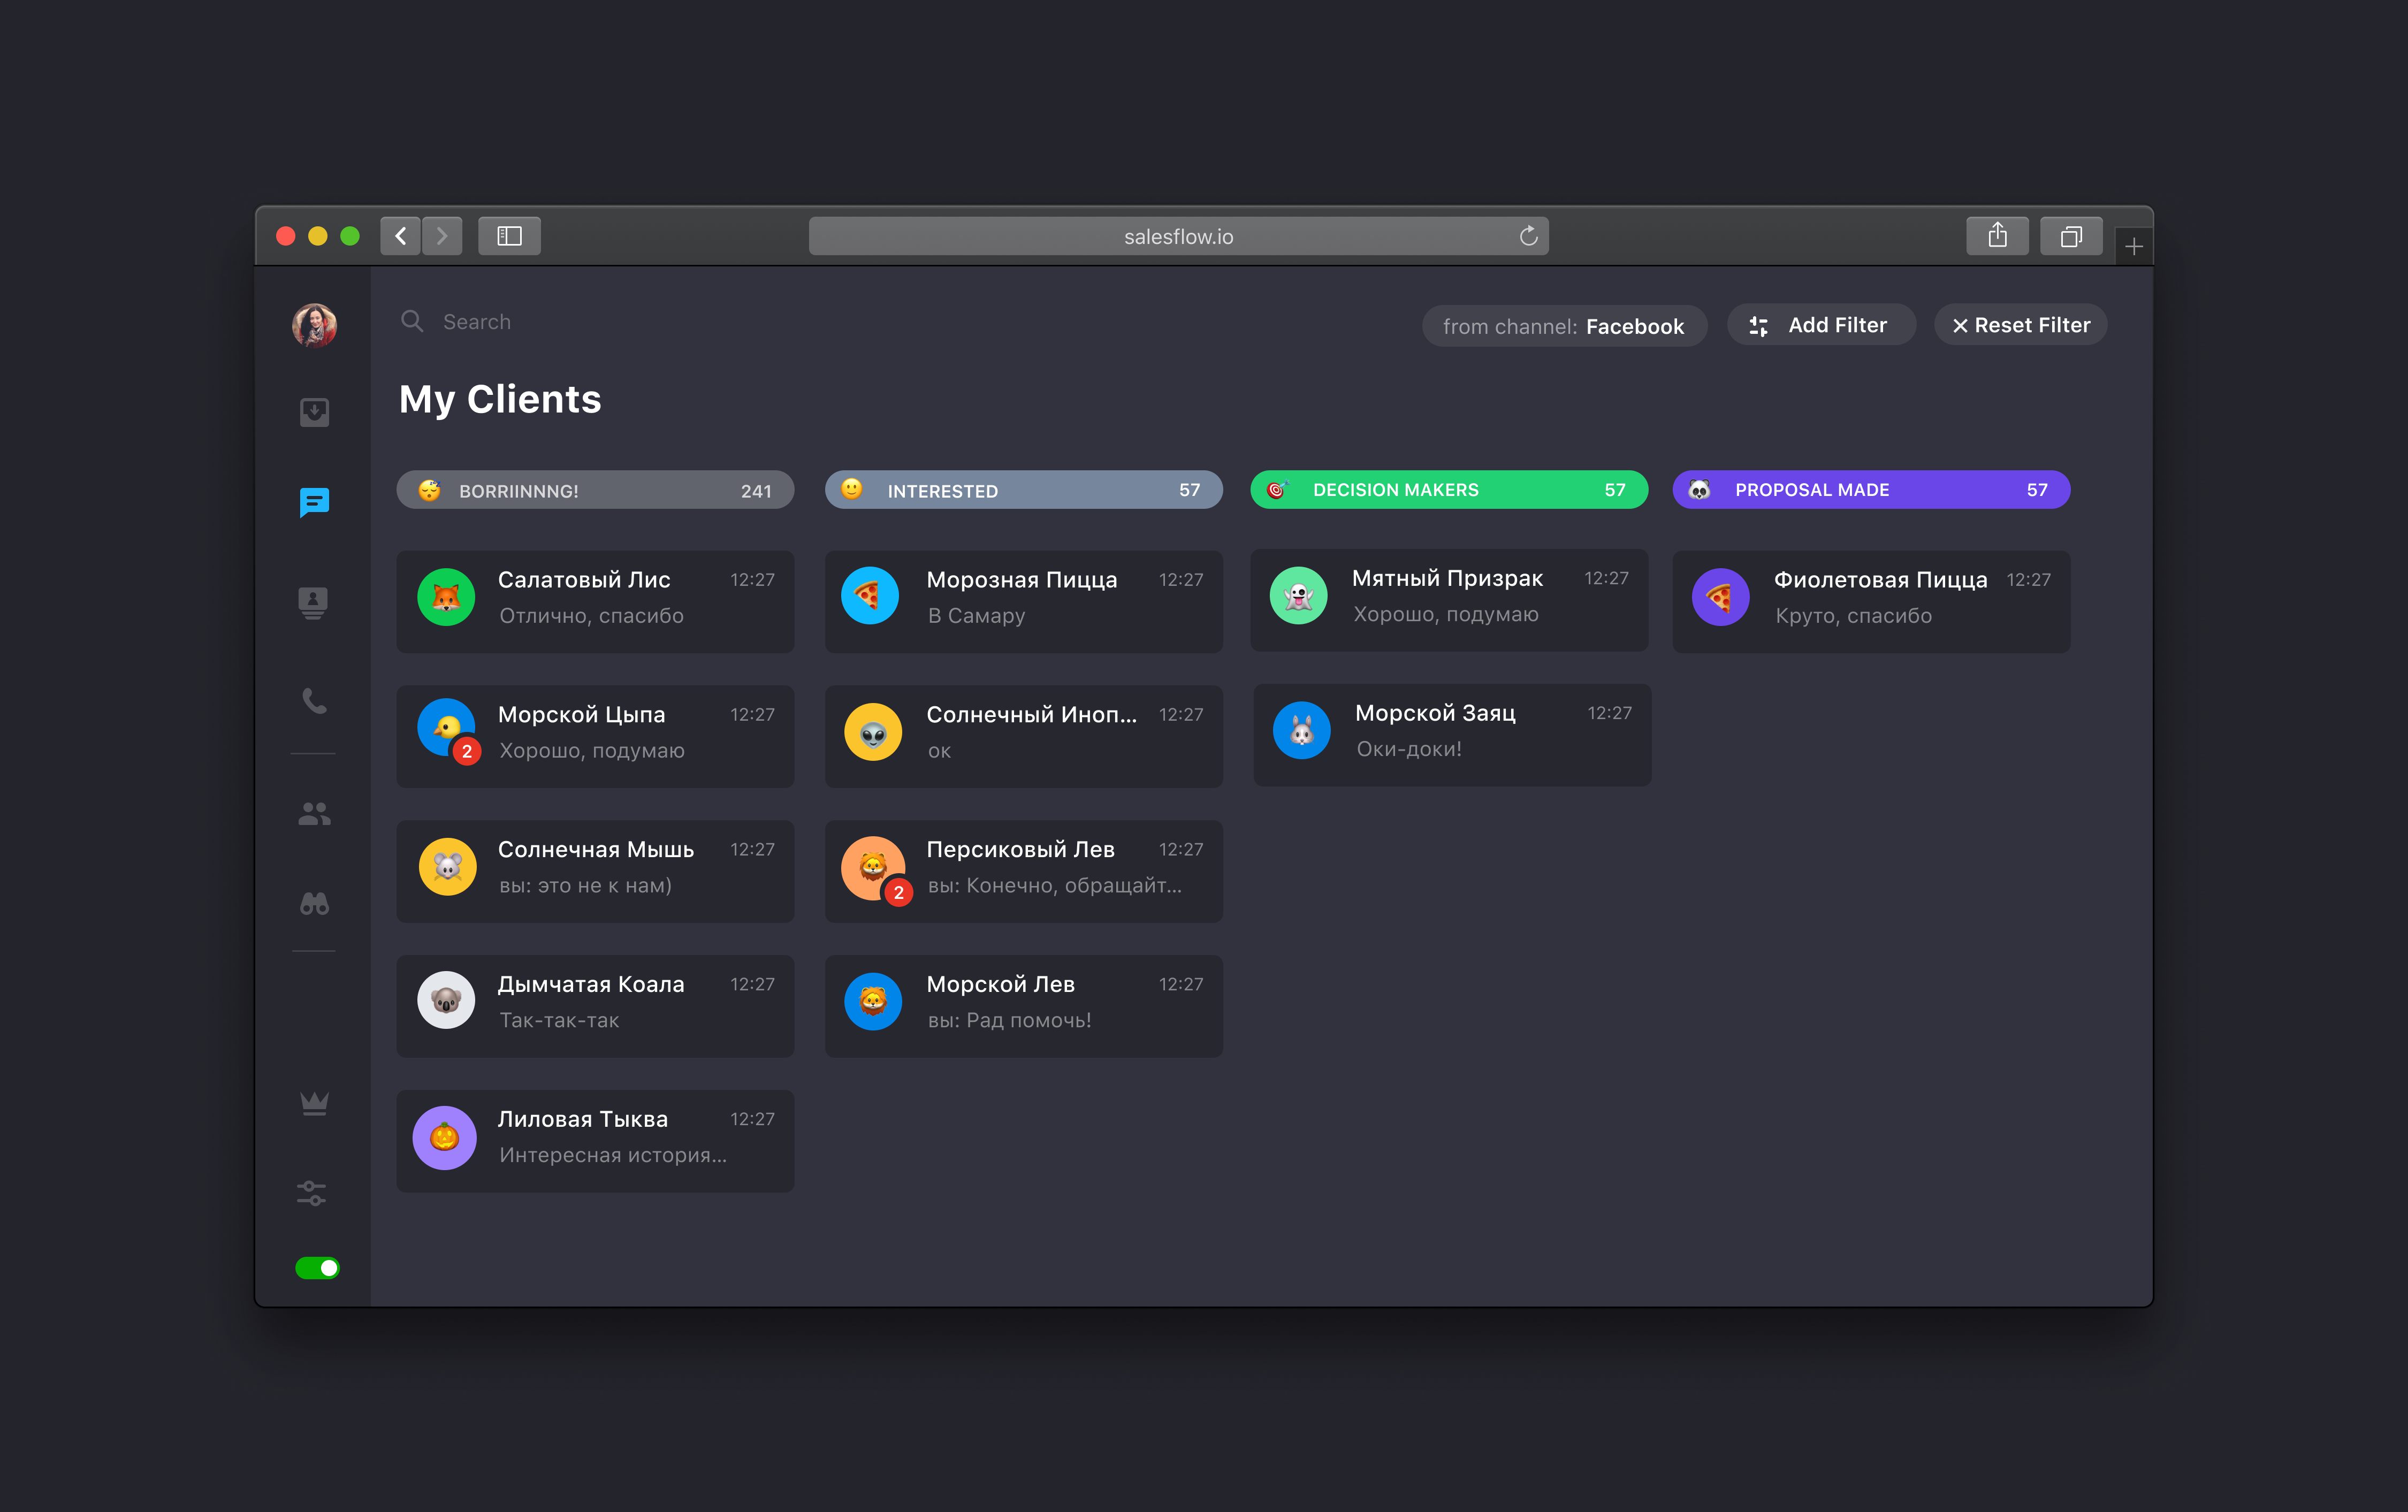 salesflow.io
Search
from channel: Facebook
Add Filter
Reset Filter
My Clients
BORRIINNNG! 241
INTERESTED 57
DECISION MAKERS 57
PROPOSAL MADE 57
Салатовый Лис 12:27
Отлично, спасибо
Морской Цыпа 12:27
Хорошо, подумаю
2
Солнечная Мышь 12:27
вы: это не к нам)
Дымчатая Коала 12:27
Так-так-так
Лиловая Тыква 12:27
Интересная история...
Морозная Пицца 12:27
В Самару
Солнечный Иноп... 12:27
ок
Персиковый Лев 12:27
вы: Конечно, обращайт...
2
Морской Лев 12:27
вы: Рад помочь!
Мятный Призрак 12:27
Хорошо, подумаю
Морской Заяц 12:27
Оки-доки!
Фиолетовая Пицца 12:27
Круто, спасибо